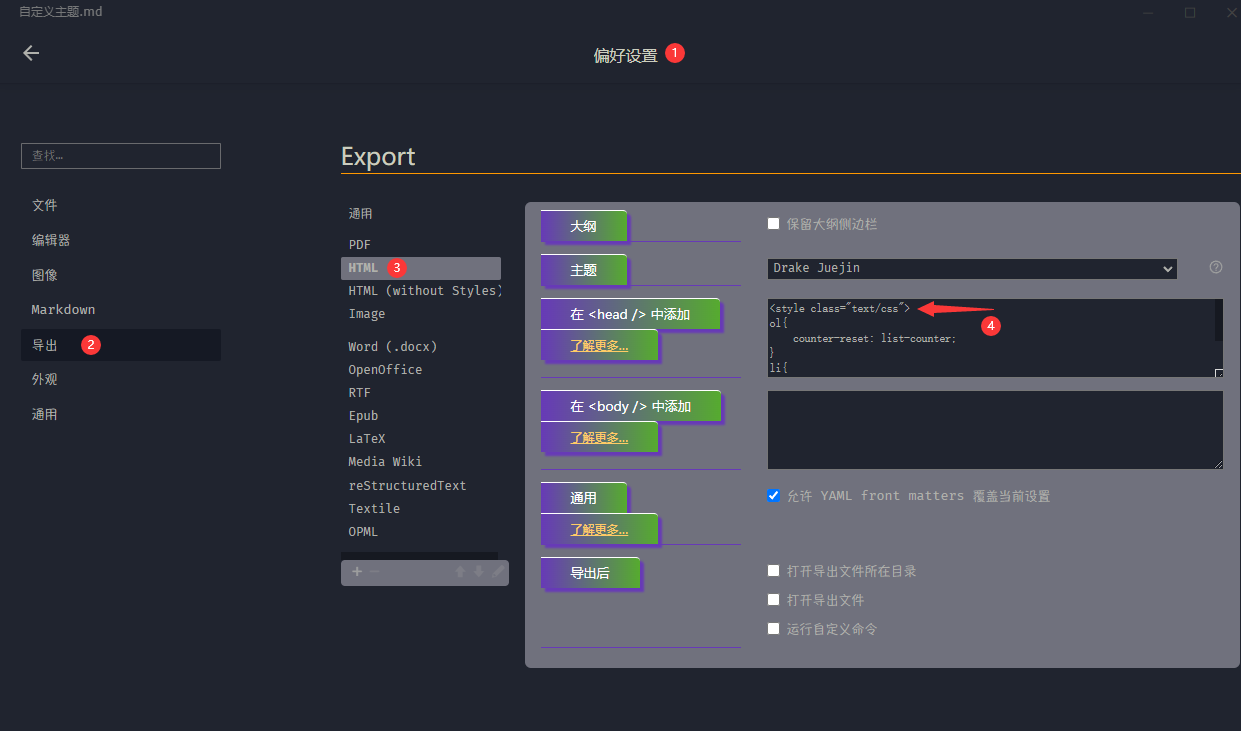 自定义主题.md
偏好设置 1
查找…
文件
编辑器
图像
Markdown
导出 2
外观
通用
Export
通用
PDF
HTML 3
HTML (without Styles)
Image
Word (.docx)
OpenOffice
RTF
Epub
LaTeX
Media Wiki
reStructuredText
Textile
OPML
大纲
保留大纲侧边栏
主题
Drake Juejin
在 <head /> 中添加
了解更多...
<style class="text/css">
4
ol{
counter-reset: list-counter;
}
li{
在 <body /> 中添加
了解更多...
通用
允许 YAML front matters 覆盖当前设置
了解更多...
导出后
打开导出文件所在目录
打开导出文件
运行自定义命令